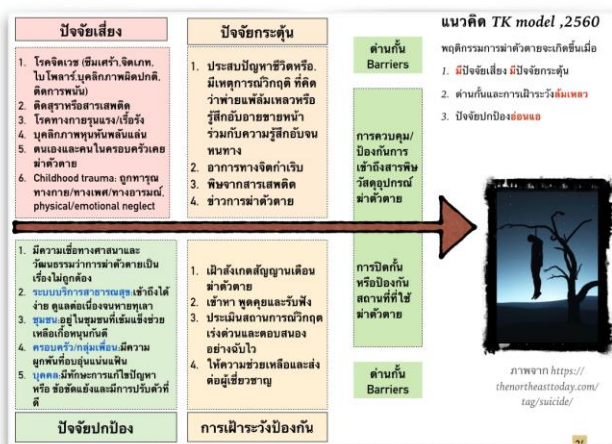 ปัจจัยเสี่ยง
1. โรคจิตเวช (ซึมเศร้า,จิตเภท,
ไบโพลาร์,บุคลิกภาพผิดปกติ,
ติดการพนัน)
2. ติดสุราหรือสารเสพติด
3. โรคทางกายรุนแรง/เรื้อรัง
4. บุคลิกภาพหุนหันพลันแล่น
5. ตนเองและคนในครอบครัวเคย
ฆ่าตัวตาย
6. Childhood trauma: ถูกทารุณ
ทางกาย/ทางเพศ/ทางอารมณ์,
physical/emotional neglect
ปัจจัยกระตุ้น
1. ประสบปัญหาชีวิตหรือ.
มีเหตุการณ์วิกฤติ ที่คิด
ว่าพ่ายแพ้ล้มเหลวหรือ
รู้สึกอับอายขายหน้า
ร่วมกับความรู้สึกอับจน
หนทาง
2. อาการทางจิตกำเริบ
3. พิษจากสารเสพติด
4. ข่าวการฆ่าตัวตาย
ด่านกั้น
Barriers
การควบคุม/
ป้องกันการ
เข้าถึงสารพิษ
วัสดุอุปกรณ์
ฆ่าตัวตาย
แนวคิด TK model ,2560
พฤติกรรมการฆ่าตัวตายจะเกิดขึ้นเมื่อ
1. มีปัจจัยเสี่ยง มีปัจจัยกระตุ้น
2. ด่านกั้นและการเฝ้าระวังล้มเหลว
3. ปัจจัยปกป้องอ่อนแอ
1. มีความเชื่อทางศาสนาและ
วัฒนธรรมว่าการฆ่าตัวตายเป็น
เรื่องไม่ถูกต้อง
2. ระบบบริการสาธารณสุข:เข้าถึงได้
ง่าย ดูแลต่อเนื่องจนหายทุเลา
3. ชุมชน:อยู่ในชุมชนที่เข้มแข็งช่วย
เหลือเกื้อหนุนกันดี
4. ครอบครัว/กลุ่มเพื่อน:มีความ
ผูกพันที่อบอุ่นแน่นแฟ้น
5. บุคคล:มีทักษะการแก้ไขปัญหา
หรือ ข้อขัดแย้งและมีการปรับตัวที่
ดี
ปัจจัยปกป้อง
1. เฝ้าสังเกตสัญญานเตือน
ฆ่าตัวตาย
2. เข้าหา พูดคุยและรับฟัง
3. ประเมินสถานการณ์วิกฤต
เร่งด่วนและตอบสนอง
อย่างฉับไว
4. ให้ความช่วยเหลือและส่ง
ต่อผู้เชี่ยวชาญ
การเฝ้าระวังป้องกัน
การปิดกั้น
หรือป้องกัน
สถานที่ที่ใช้
ฆ่าตัวตาย
ด่านกั้น
Barriers
ภาพจาก https://
thenortheasttoday.com/
tag/suicide/